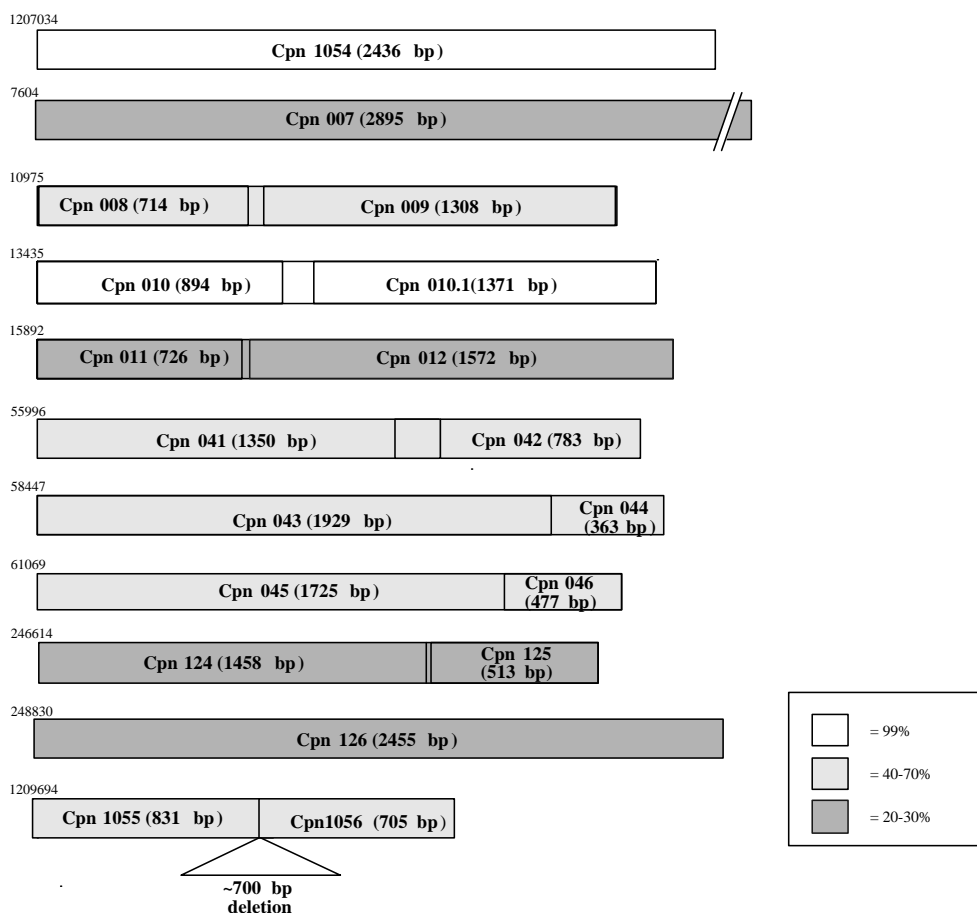 1207034
Cpn 1054 (2436 bp)
7604
Cpn 007 (2895 bp)
10975
Cpn 008 (714 bp) Cpn 009 (1308 bp)
13435
Cpn 010 (894 bp) Cpn 010.1(1371 bp)
15892
Cpn 011 (726 bp) Cpn 012 (1572 bp)
55996
Cpn 041 (1350 bp) Cpn 042 (783 bp)
58447
Cpn 043 (1929 bp) Cpn 044
(363 bp)
61069
Cpn 045 (1725 bp) Cpn 046
(477 bp)
246614
Cpn 124 (1458 bp) Cpn 125
(513 bp)
248830
Cpn 126 (2455 bp)
1209694
Cpn 1055 (831 bp) Cpn1056 (705 bp)
~700 bp
deletion
= 99%
= 40-70%
= 20-30%